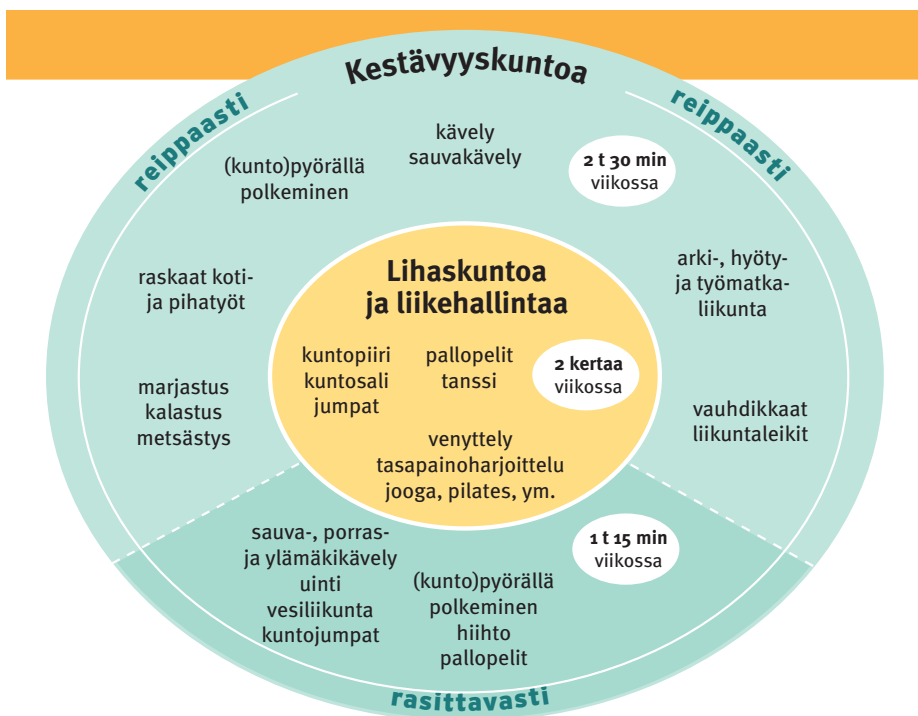 Kestävyyskuntoa
reippaasti
reippaasti
kävely
sauvakävely
2 t 30 min
viikossa
(kunto)pyörällä
polkeminen
arki-, hyöty-
ja työmatka-
liikunta
raskaat koti-
ja pihatyöt
vauhdikkaat
liikuntaleikit
marjastus
kalastus
metsästys
Lihaskuntoa
ja liikehallintaa
kuntopiiri
kuntosali
jumpat
pallopelit
tanssi
2 kertaa
viikossa
venyttely
tasapainoharjoittelu
jooga, pilates, ym.
sauva-, porras-
ja ylämäkikävely
uinti
vesiliikunta
kuntojumpat
(kunto)pyörällä
polkeminen
hiihto
pallopelit
1 t 15 min
viikossa
rasittavasti